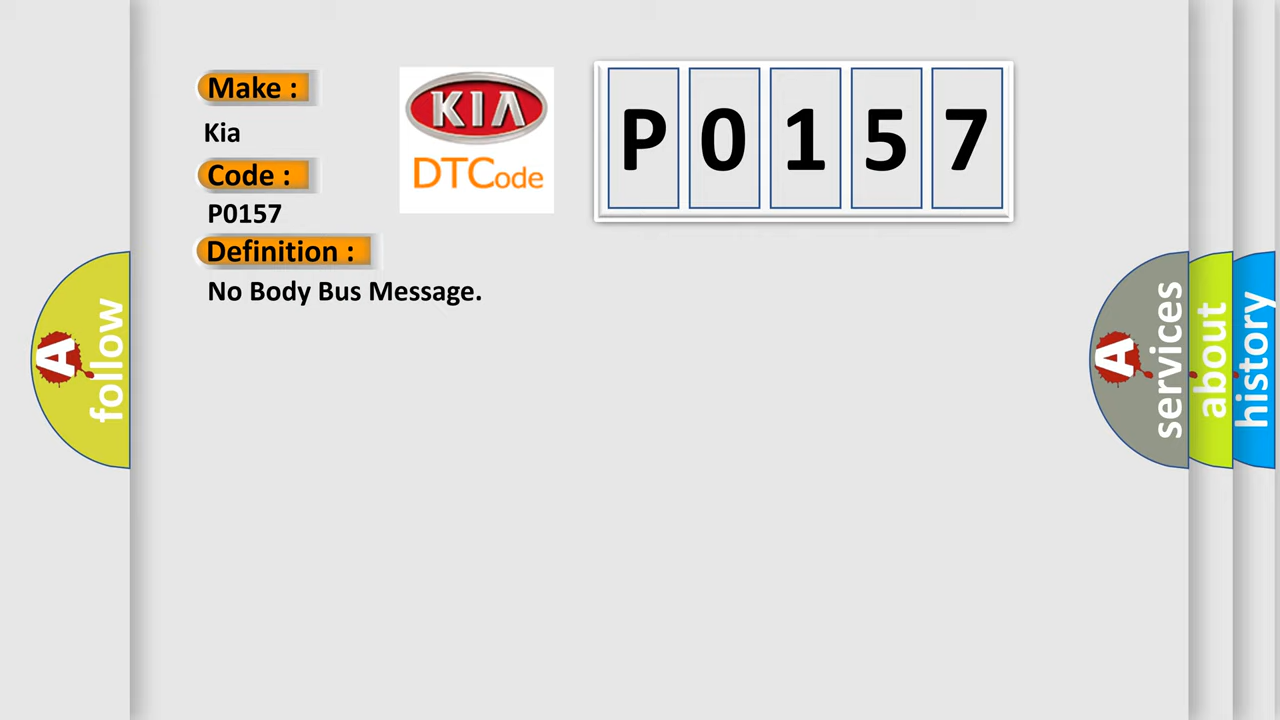 Make :
Kia
Code :
P0157
Definition :
No Body Bus Message.
KIA
DTCode
P 0 1 5 7
A follow
A services
about
history